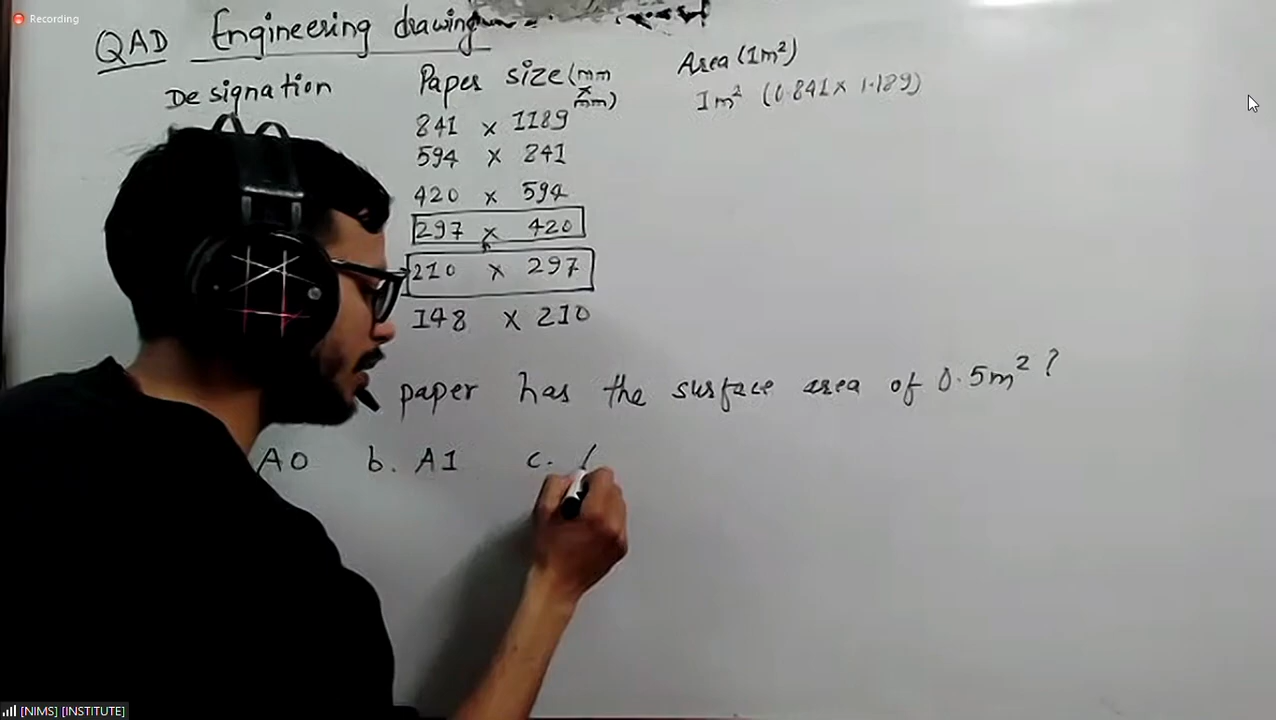 Recording
QAD Engineering drawing
Designation Paper size (mm x mm) Area (1m²)
841 x 1189 1m² (0.841 x 1.189)
594 x 841
420 x 594
297 x 420
210 x 297
148 x 210
paper has the surface area of 0.5m² ?
A0 b. A1 c.
[NIMS] [INSTITUTE]